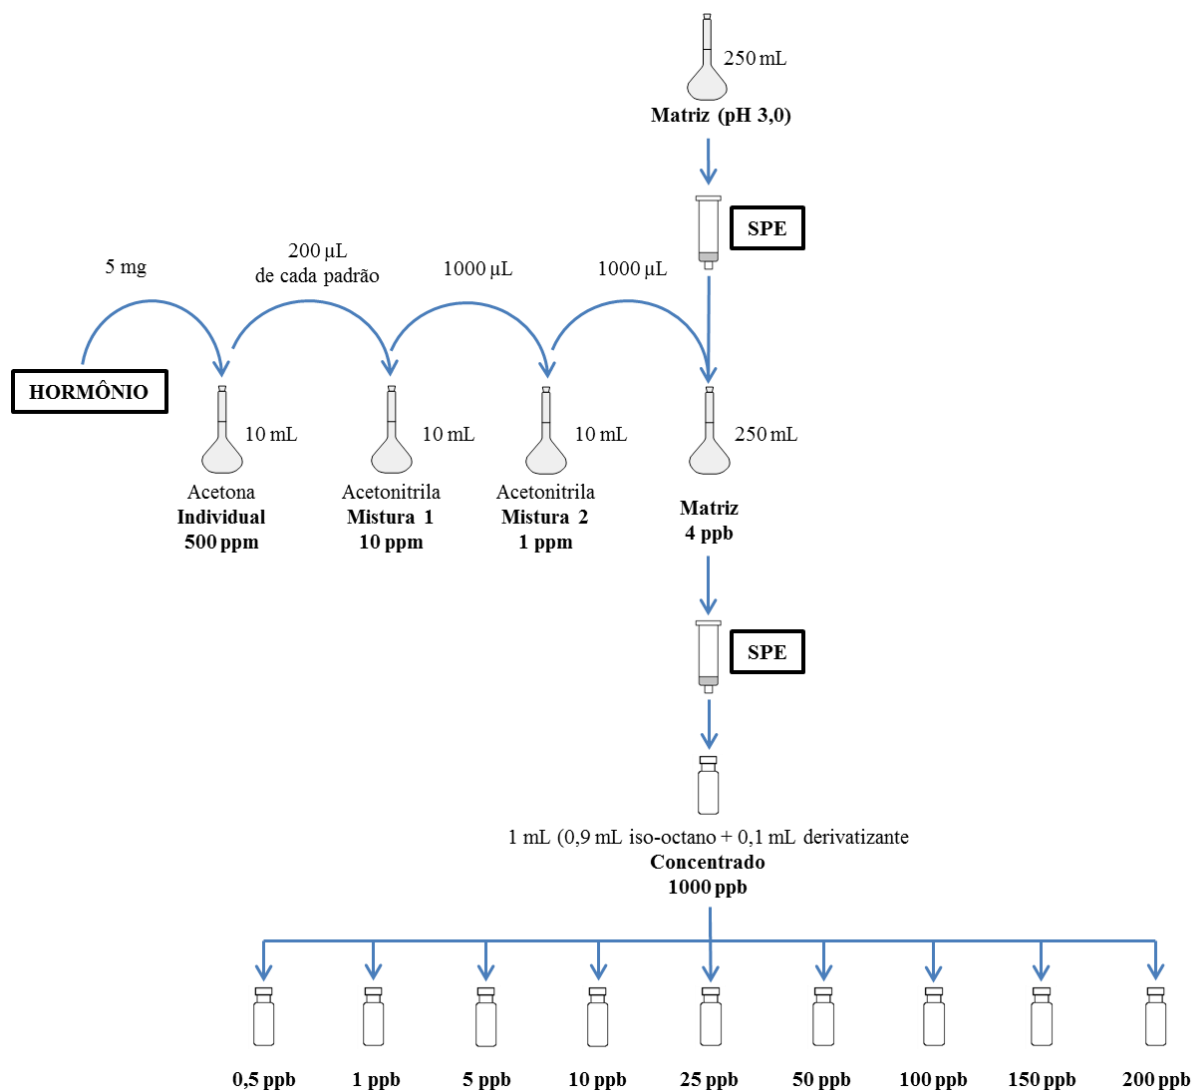 250 mL
Matriz (pH 3,0)
SPE
5 mg
200 µL
de cada padrão
1000 µL
1000 µL
HORMÔNIO
10 mL
10 mL
10 mL
250 mL
Acetona
Individual
500 ppm
Acetonitrila
Mistura 1
10 ppm
Acetonitrila
Mistura 2
1 ppm
Matriz
4 ppb
SPE
1 mL (0,9 mL iso-octano + 0,1 mL derivatizante
Concentrado
1000 ppb
0,5 ppb
1 ppb
5 ppb
10 ppb
25 ppb
50 ppb
100 ppb
150 ppb
200 ppb